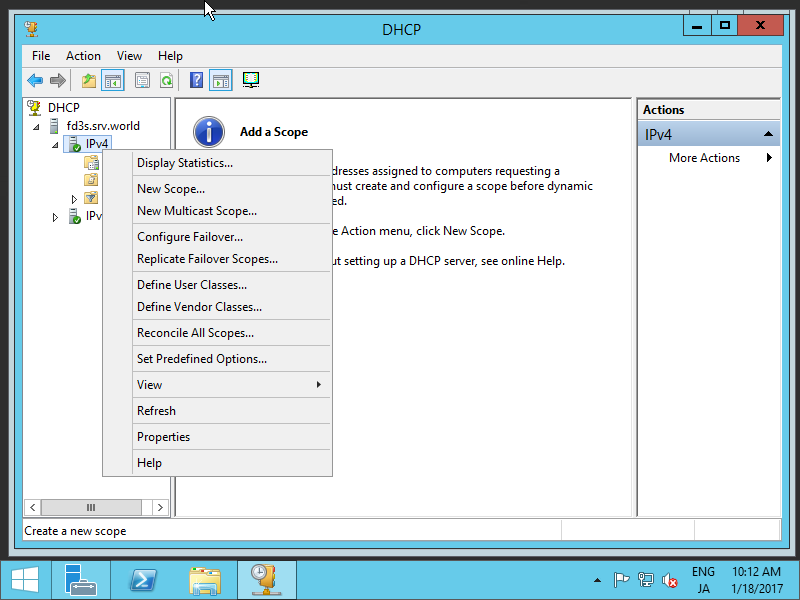 DHCP
File Action View Help
DHCP
fd3s.srv.world
IPv4
IPv
Display Statistics...
New Scope...
New Multicast Scope...
Configure Failover...
Replicate Failover Scopes...
Define User Classes...
Define Vendor Classes...
Reconcile All Scopes...
Set Predefined Options...
View
Refresh
Properties
Help
Add a Scope
dresses assigned to computers requesting a
ust create and configure a scope before dynamic
ed.
e Action menu, click New Scope.
ut setting up a DHCP server, see online Help.
Actions
IPv4
More Actions
Create a new scope
ENG
JA
10:12 AM
1/18/2017